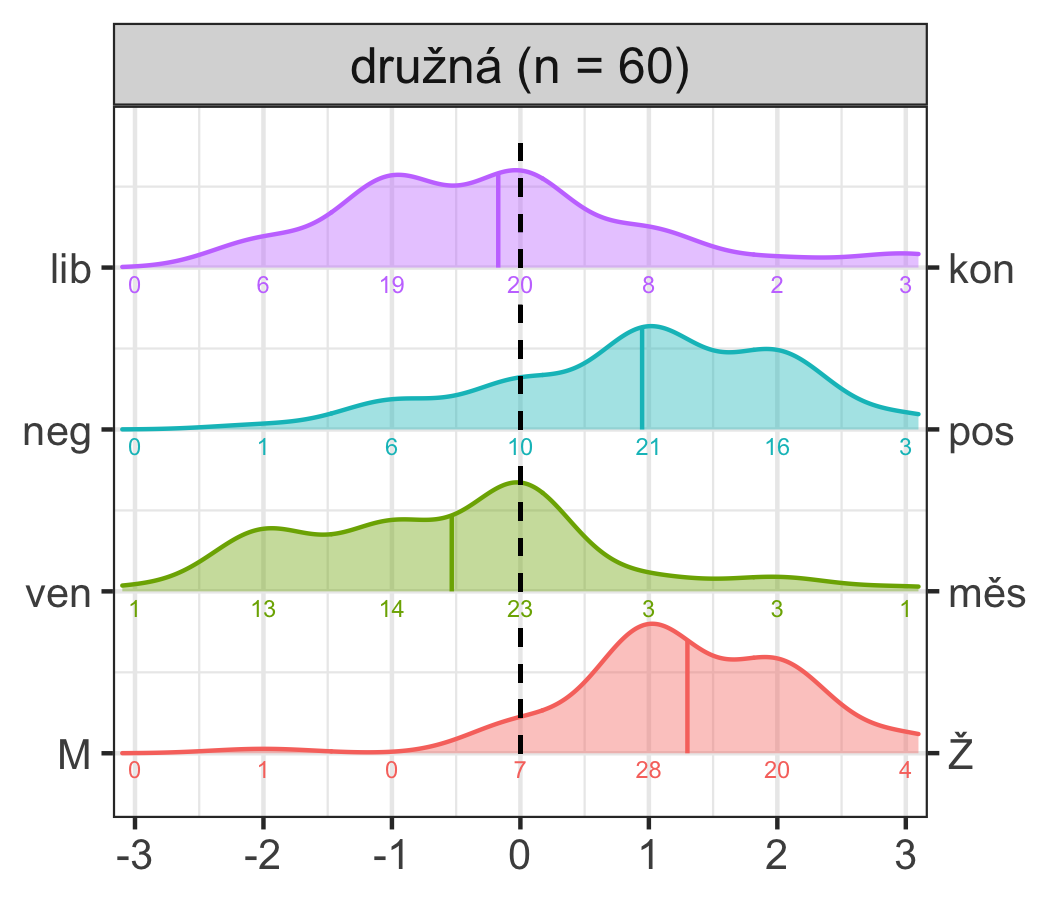 družná (n = 60)
lib kon
0 6 19 20 8 2 3
neg pos
0 1 6 10 21 16 3
ven měs
1 13 14 23 3 3 1
M Ž
0 1 0 7 28 20 4
-3 -2 -1 0 1 2 3